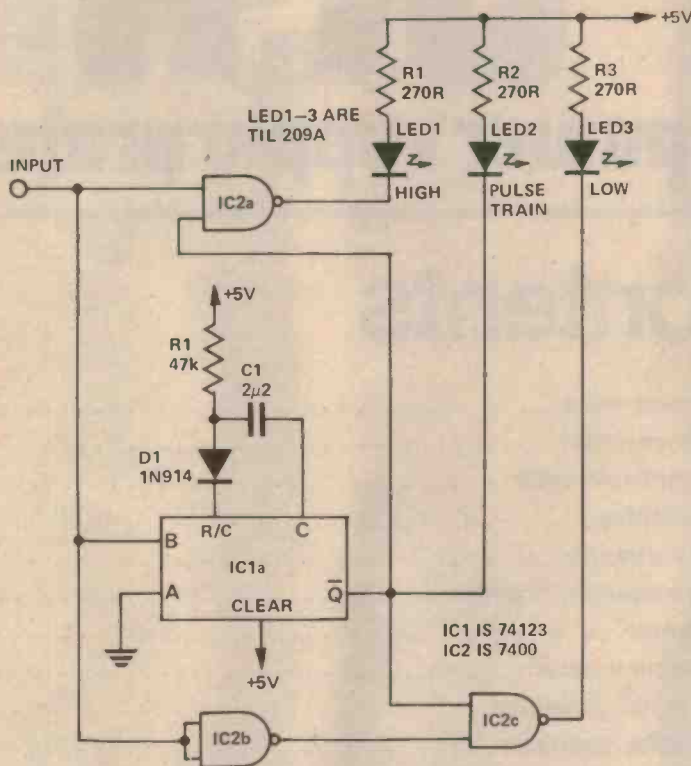 +5V
R1
270R
R2
270R
R3
270R
LED1–3 ARE
TIL 209A
LED1
LED2
LED3
INPUT
IC2a
HIGH
PULSE
TRAIN
LOW
+5V
R1
47k
C1
2µ2
D1
1N914
R/C
C
B
IC1a
A
Q̄
CLEAR
IC1 IS 74123
IC2 IS 7400
+5V
IC2b
IC2c